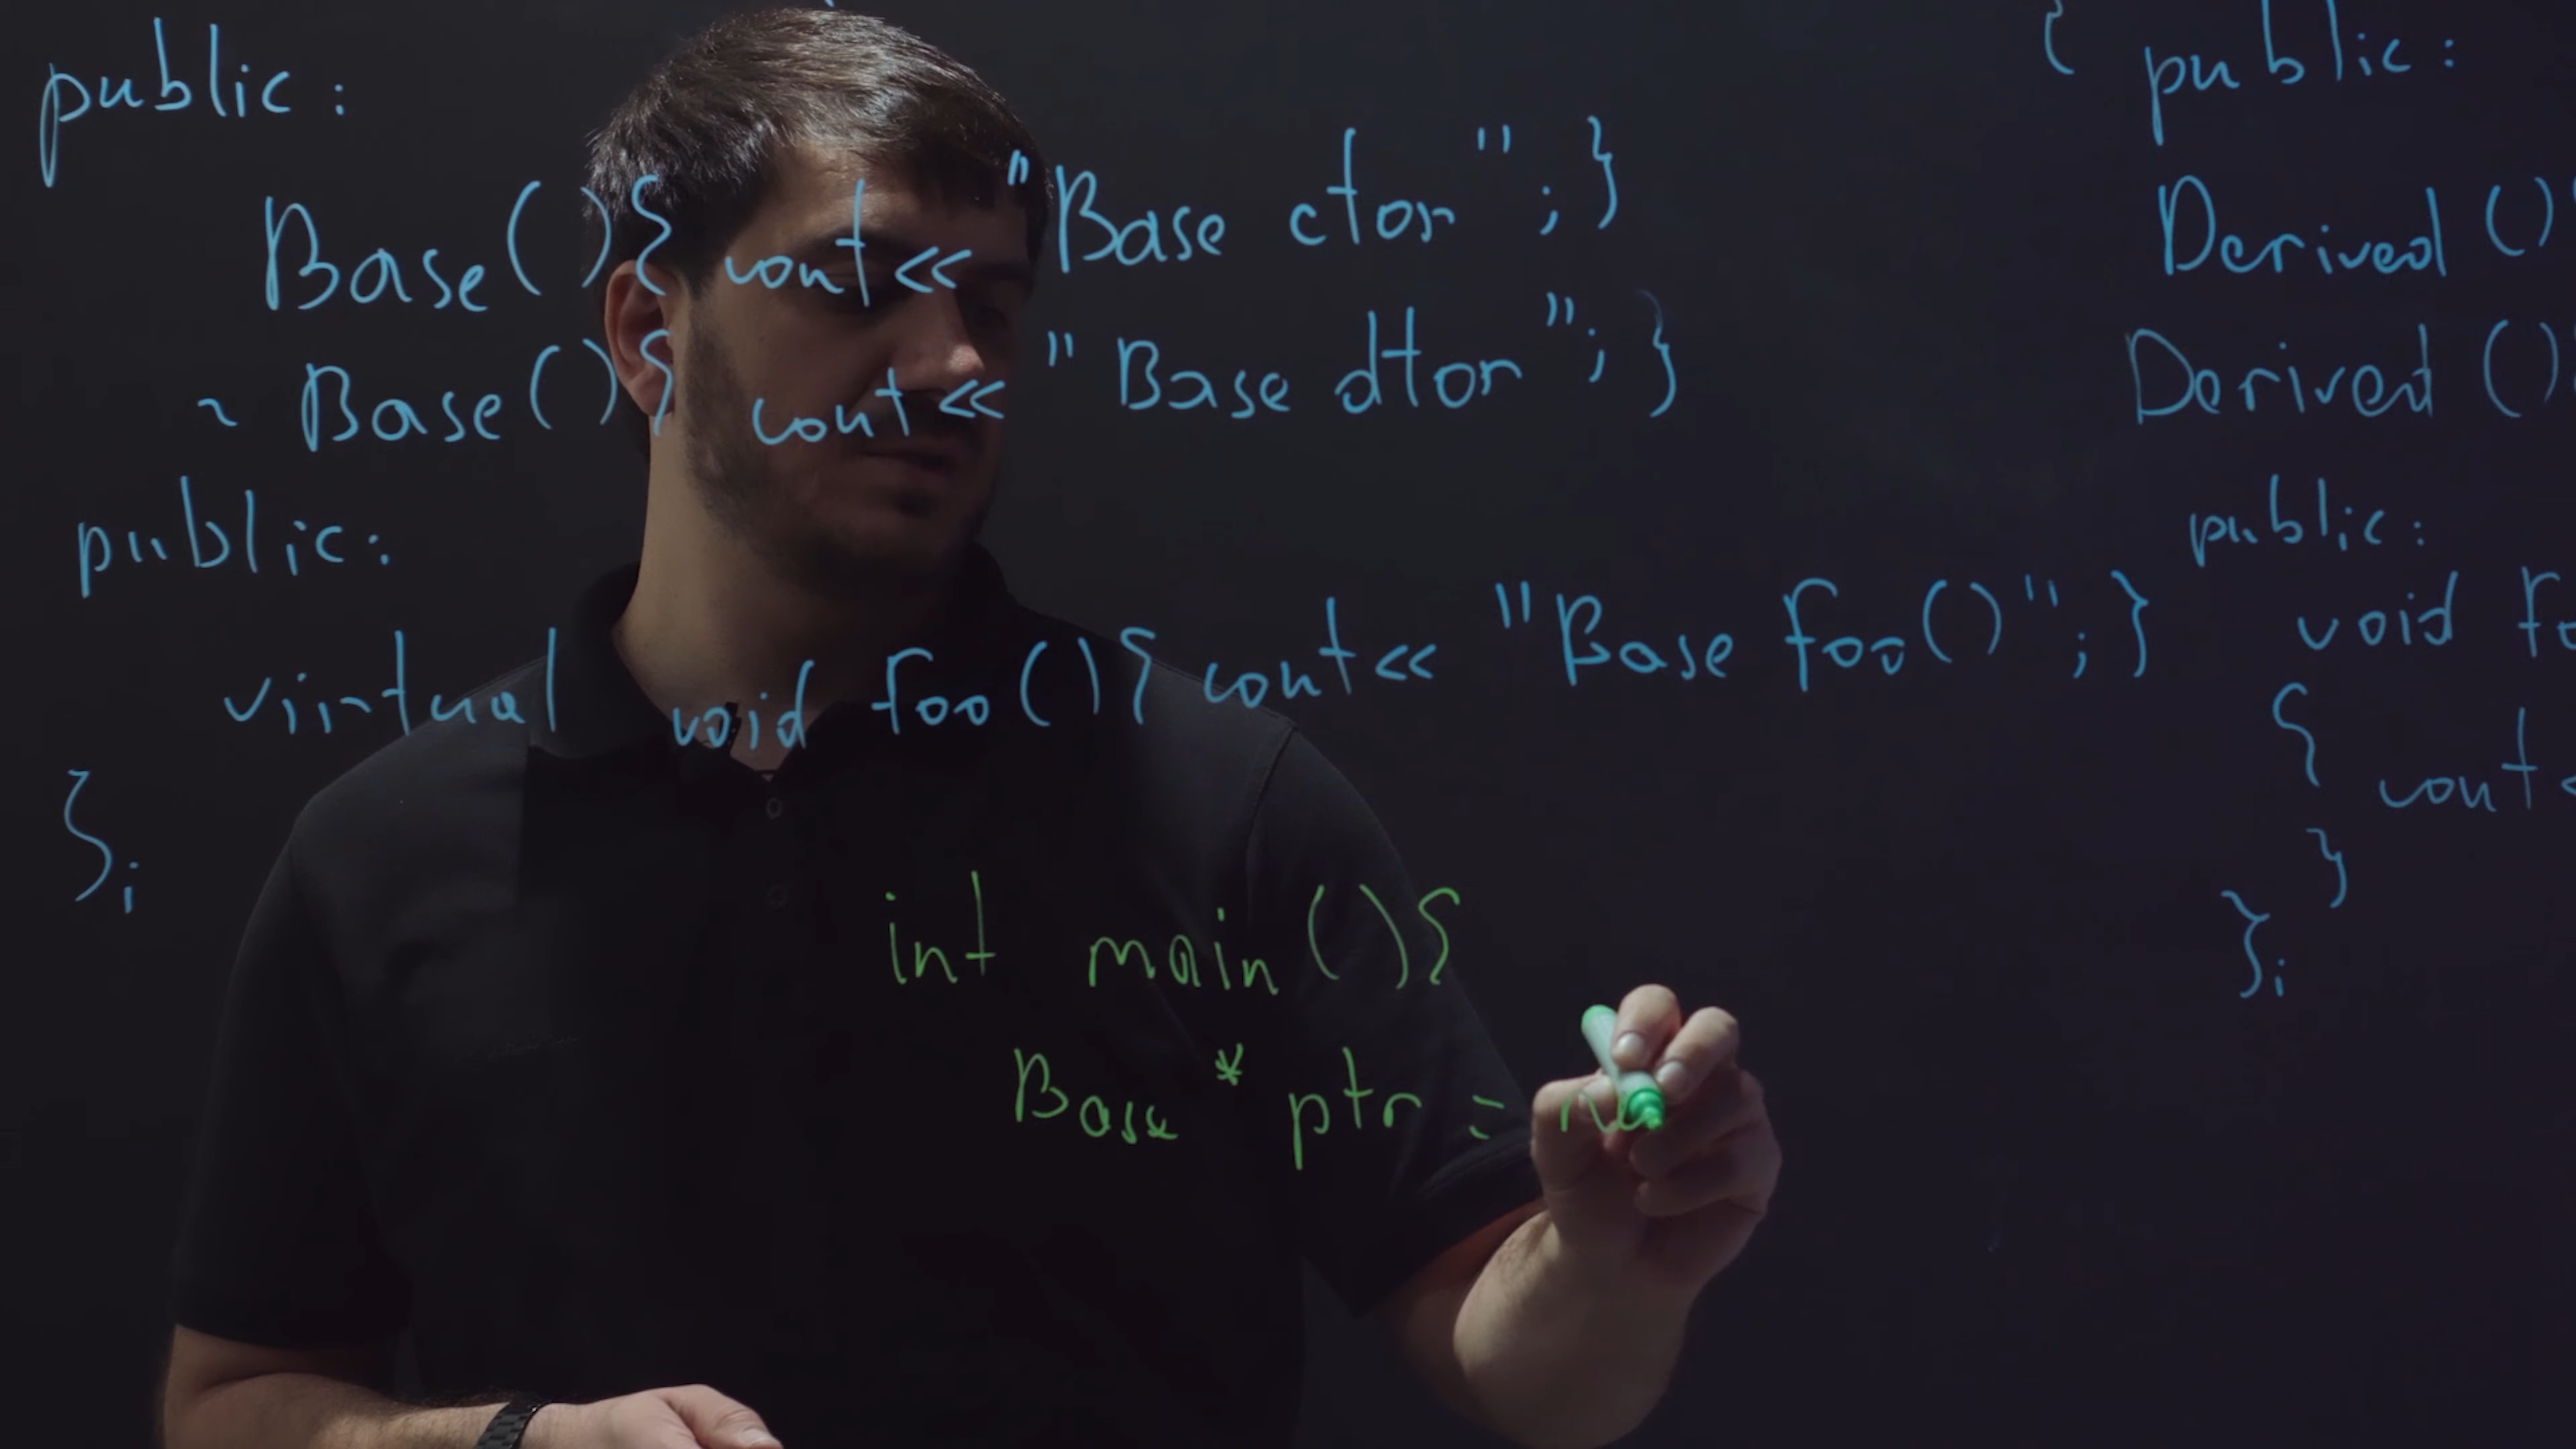 public:
Base(){ cout<< "Base ctor"; }
~ Base(){ cout<< "Base dtor"; }
public:
virtual void foo(){ cout<< "Base foo()"; }
};
{ public:
Derived ()
Derived ()
public:
void fo
{ cout<
}
};
int main(){
Base * ptr =